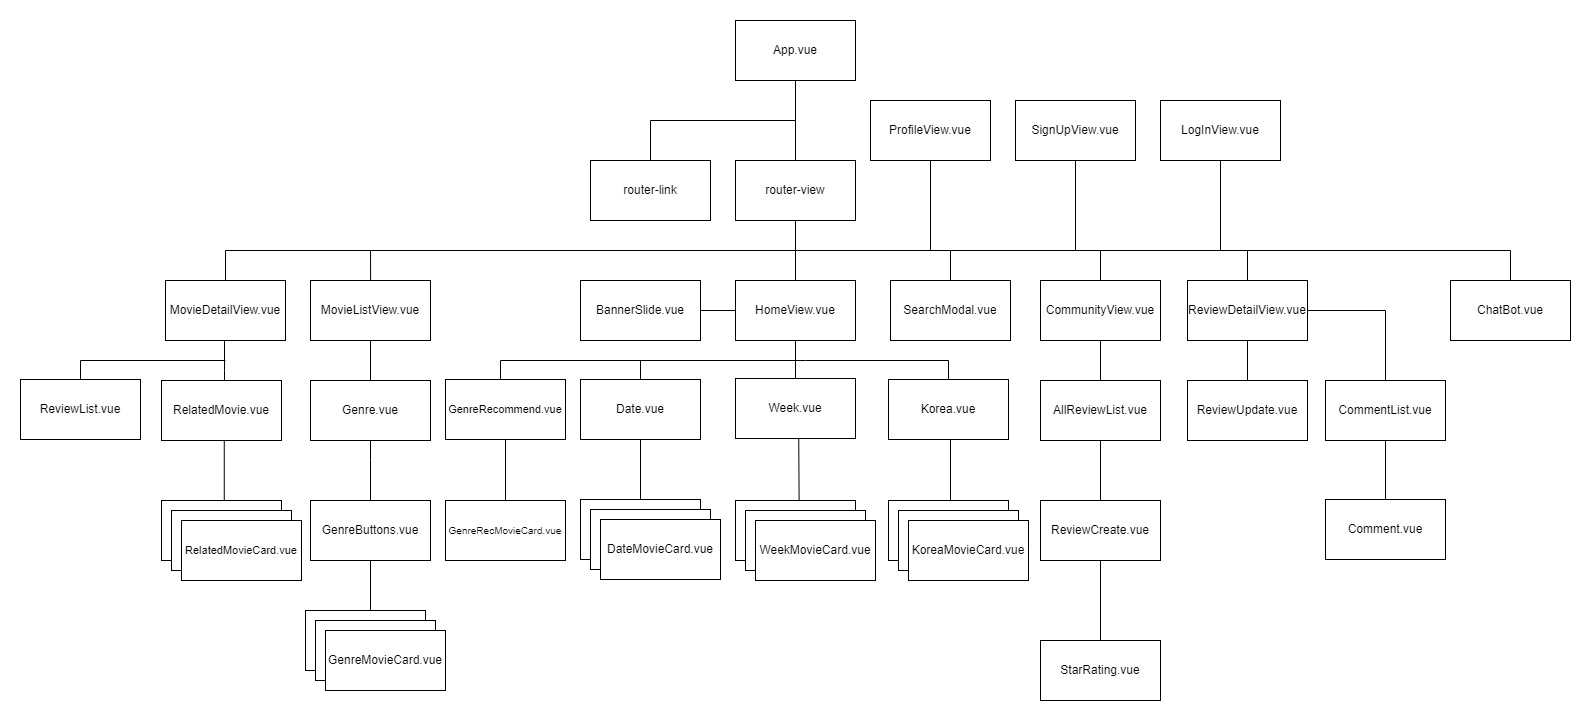 App.vue
ProfileView.vue
SignUpView.vue
LogInView.vue
router-link
router-view
MovieDetailView.vue
MovieListView.vue
BannerSlide.vue
HomeView.vue
SearchModal.vue
CommunityView.vue
ReviewDetailView.vue
ChatBot.vue
ReviewList.vue
RelatedMovie.vue
Genre.vue
GenreRecommend.vue
Date.vue
Week.vue
Korea.vue
AllReviewList.vue
ReviewUpdate.vue
CommentList.vue
RelatedMovieCard.vue
GenreButtons.vue
GenreRecMovieCard.vue
DateMovieCard.vue
WeekMovieCard.vue
KoreaMovieCard.vue
ReviewCreate.vue
Comment.vue
GenreMovieCard.vue
StarRating.vue